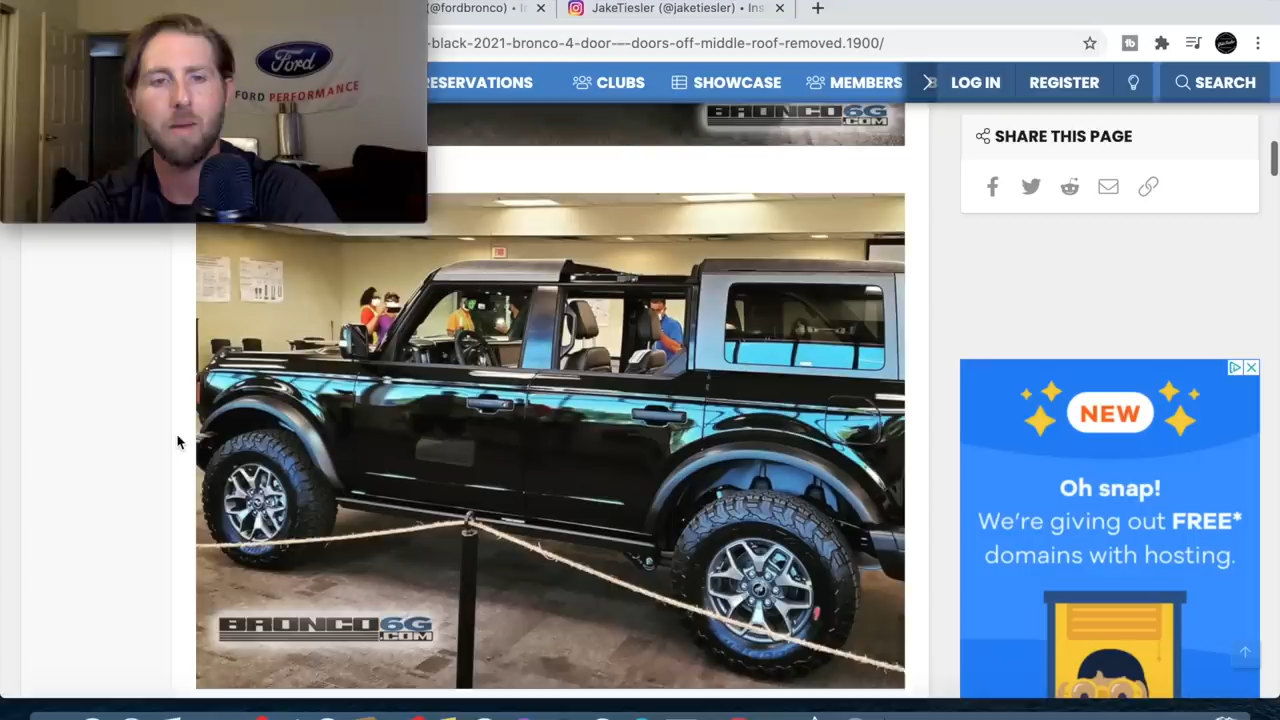 (@fordbronco) • In
JakeTiesler (@jaketiesler) • Ins
-black-2021-bronco-4-door-–-doors-off-middle-roof-removed.1900/
ESERVATIONS
CLUBS
SHOWCASE
MEMBERS
LOG IN
REGISTER
SEARCH
Ford
FORD PERFORMANCE
BRONCO6G
.COM
SHARE THIS PAGE
BRONCO6G
.COM
NEW
Oh snap!
We're giving out FREE*
domains with hosting.